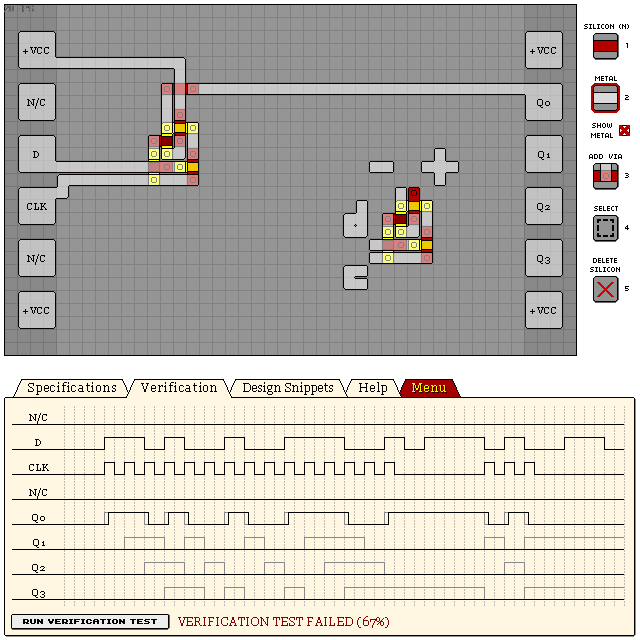 +VCC
N/C
D
CLK
N/C
+VCC
+VCC
Q0
Q1
Q2
Q3
+VCC
SILICON (N)
1
METAL
2
SHOW
METAL
ADD VIA
3
SELECT
4
DELETE
SILICON
5
Specifications
Verification
Design Snippets
Help
Menu
N/C
D
CLK
N/C
Q0
Q1
Q2
Q3
RUN VERIFICATION TEST
VERIFICATION TEST FAILED (67%)